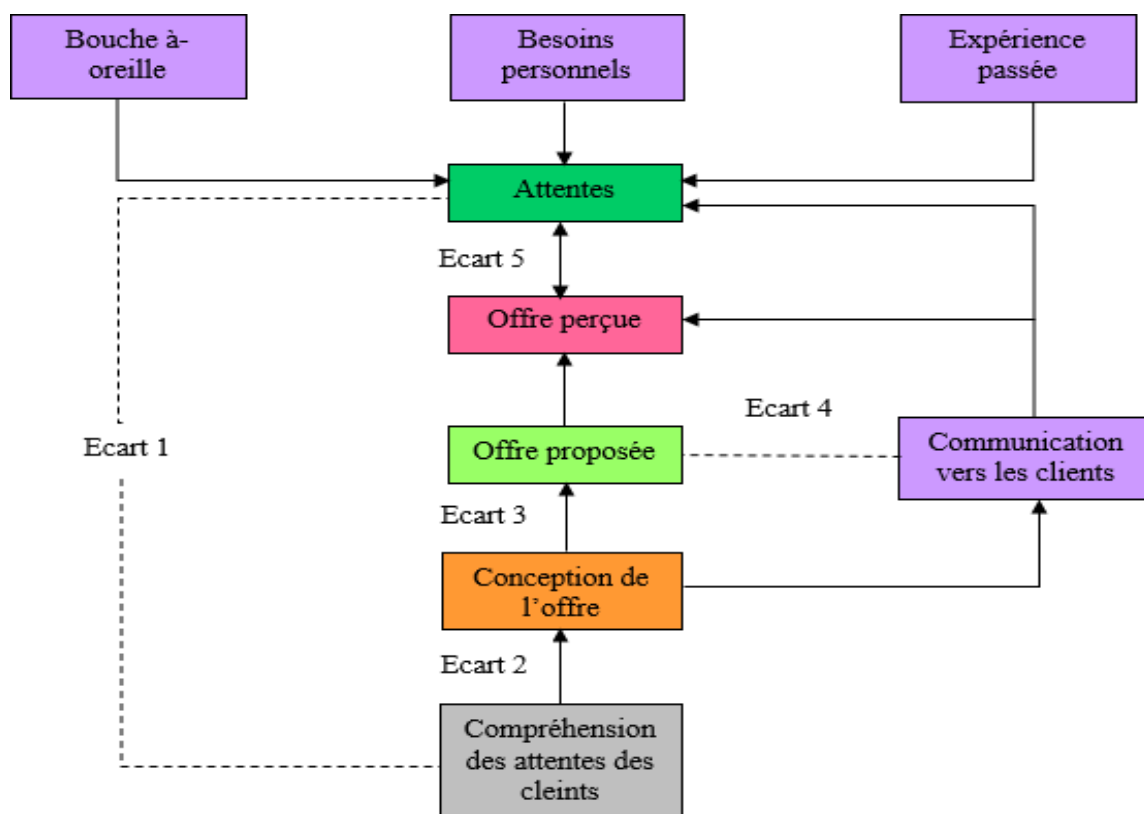 Bouche à-
oreille
Besoins
personnels
Expérience
passée
Attentes
Ecart 5
Offre perçue
Ecart 4
Ecart 1
Offre proposée
Communication
vers les clients
Ecart 3
Conception de
l'offre
Ecart 2
Compréhension
des attentes des
cleints